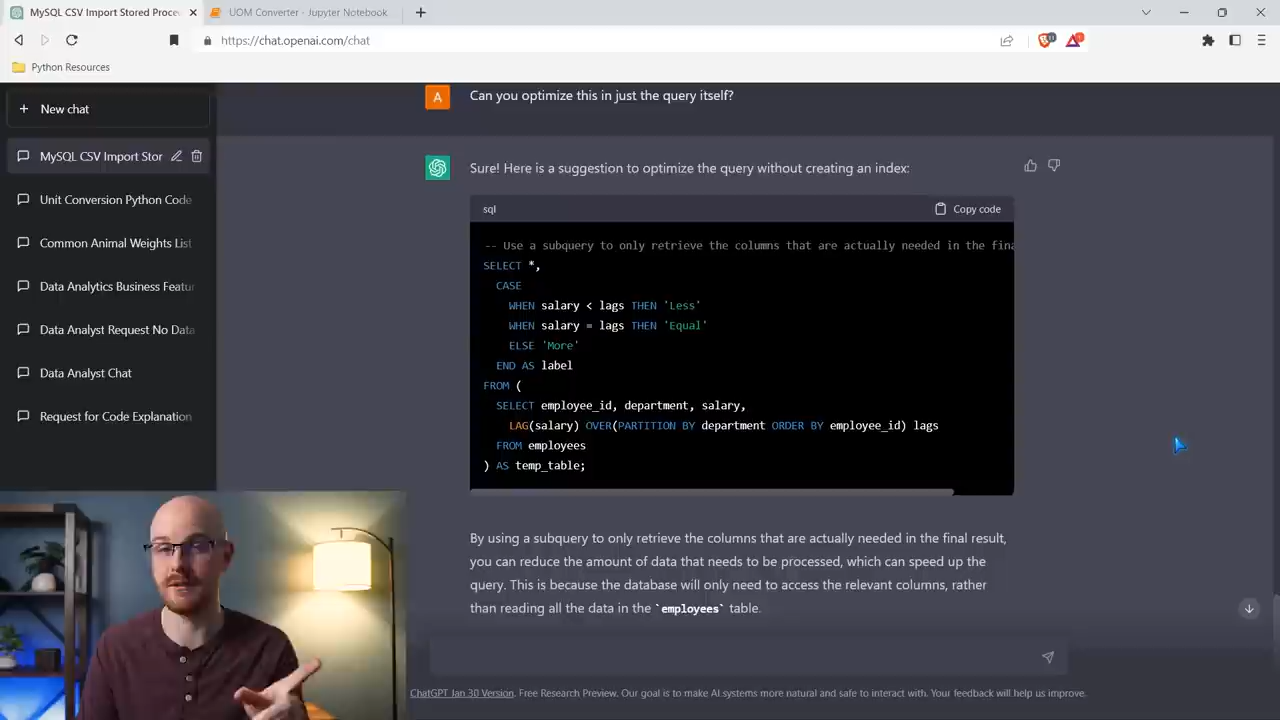 MySQL CSV Import Stored Proce
UOM Converter - Jupyter Notebook
https://chat.openai.com/chat
Python Resources
New chat
MySQL CSV Import Stor
Unit Conversion Python Code
Common Animal Weights List
Data Analytics Business Featur
Data Analyst Request No Data
Data Analyst Chat
Request for Code Explanation
A
Can you optimize this in just the query itself?
Sure! Here is a suggestion to optimize the query without creating an index:
sql
Copy code
-- Use a subquery to only retrieve the columns that are actually needed in the fina
SELECT *,
CASE
WHEN salary < lags THEN 'Less'
WHEN salary = lags THEN 'Equal'
ELSE 'More'
END AS label
FROM (
SELECT employee_id, department, salary,
LAG(salary) OVER(PARTITION BY department ORDER BY employee_id) lags
FROM employees
) AS temp_table;
By using a subquery to only retrieve the columns that are actually needed in the final result,
you can reduce the amount of data that needs to be processed, which can speed up the
query. This is because the database will only need to access the relevant columns, rather
than reading all the data in the `employees` table.
ChatGPT Jan 30 Version. Free Research Preview. Our goal is to make AI systems more natural and safe to interact with. Your feedback will help us improve.